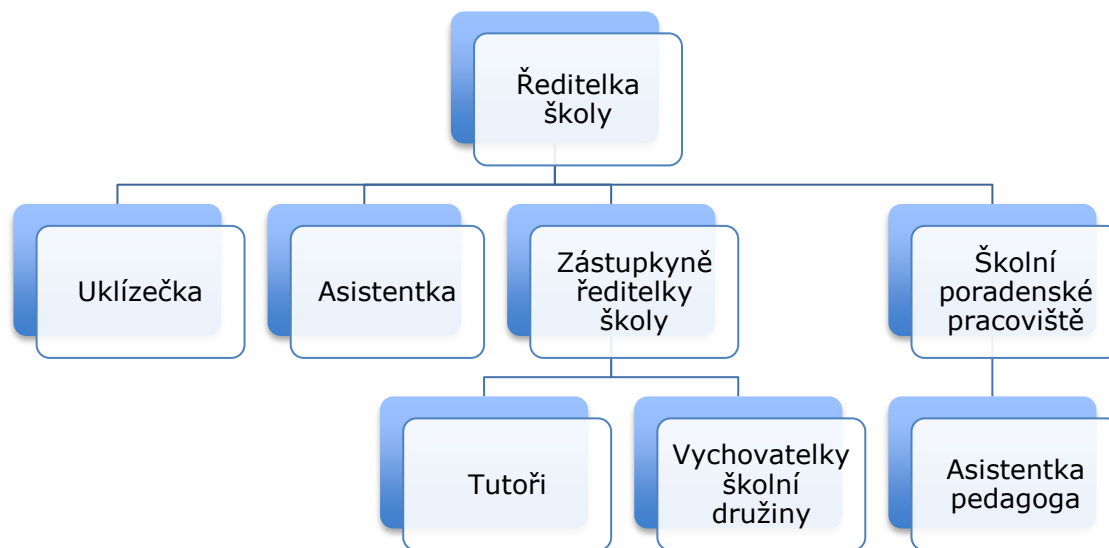 Ředitelka
školy
Uklízečka
Asistentka
Zástupkyně
ředitelky
školy
Školní
poradenské
pracoviště
Tutoři
Vychovatelky
školní
družiny
Asistentka
pedagoga